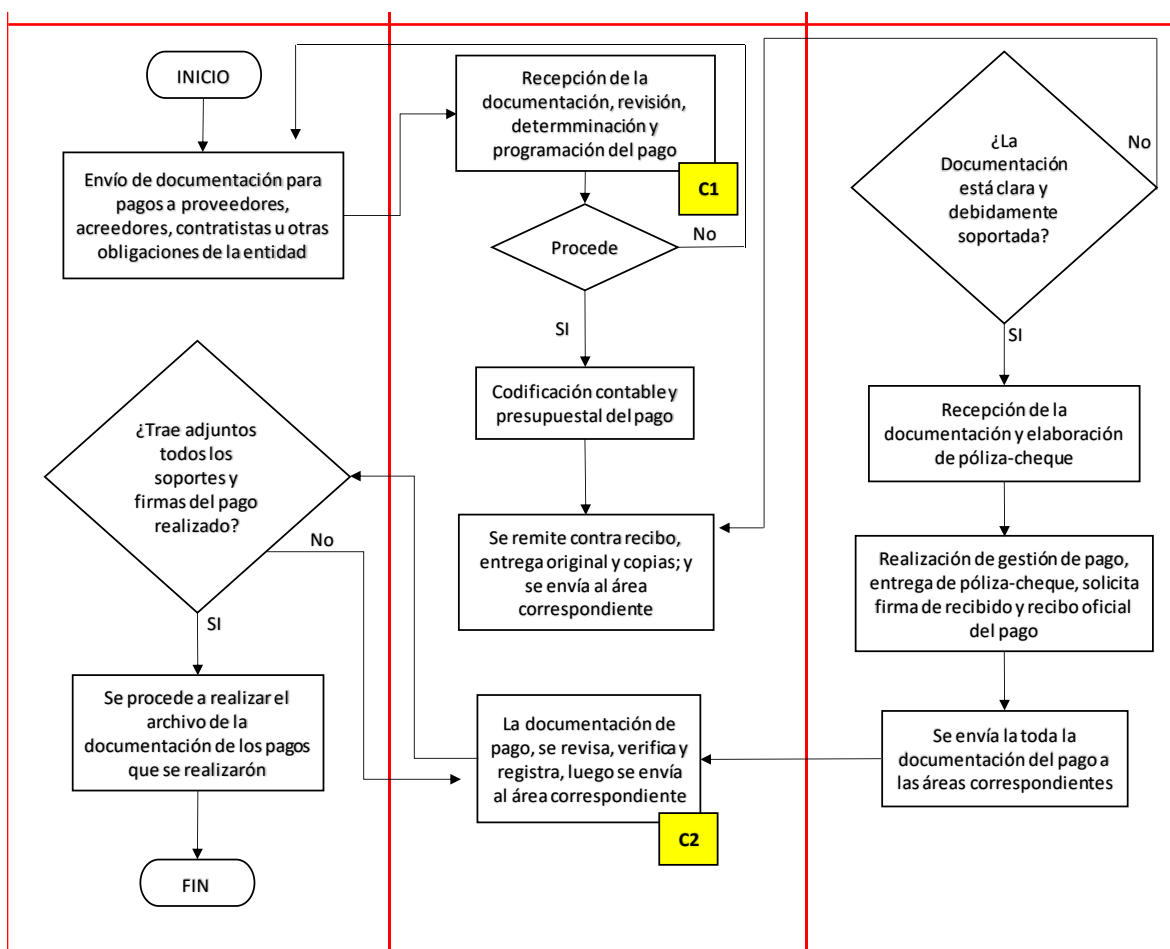 INICIO
Envío de documentación para
pagos a proveedores,
acreedores, contratistas u otras
obligaciones de la entidad
Recepción de la
documentación, revisión,
determminación y
programación del pago
C1
Procede
No
SI
Codificación contable y
presupuestal del pago
Se remite contra recibo,
entrega original y copias; y
se envía al área
correspondiente
¿La
Documentación
está clara y
debidamente
soportada?
No
SI
Recepción de la
documentación y elaboración
de póliza-cheque
Realización de gestión de pago,
entrega de póliza-cheque, solicita
firma de recibido y recibo oficial
del pago
Se envía la toda la
documentación del pago a
las áreas correspondientes
La documentación de
pago, se revisa, verifica y
registra, luego se envía
al área correspondiente
C2
¿Trae adjuntos
todos los
soportes y
firmas del pago
realizado?
No
SI
Se procede a realizar el
archivo de la
documentación de los pagos
que se realizarón
FIN